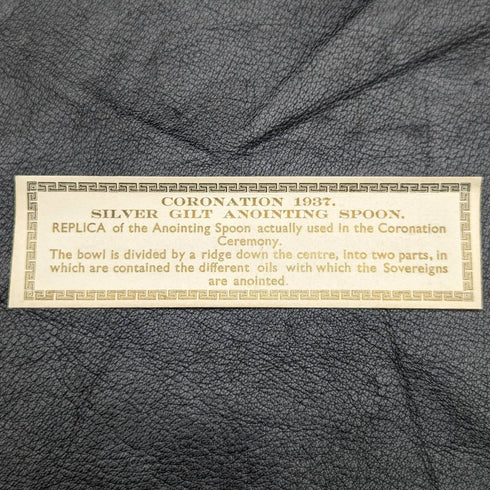 CORONATION 1937.
SILVER GILT ANOINTING SPOON.
REPLICA of the Anointing Spoon actually used in the Coronation
Ceremony.
The bowl is divided by a ridge down the centre, into two parts, in
which are contained the different oils with which the Sovereigns
are anointed.